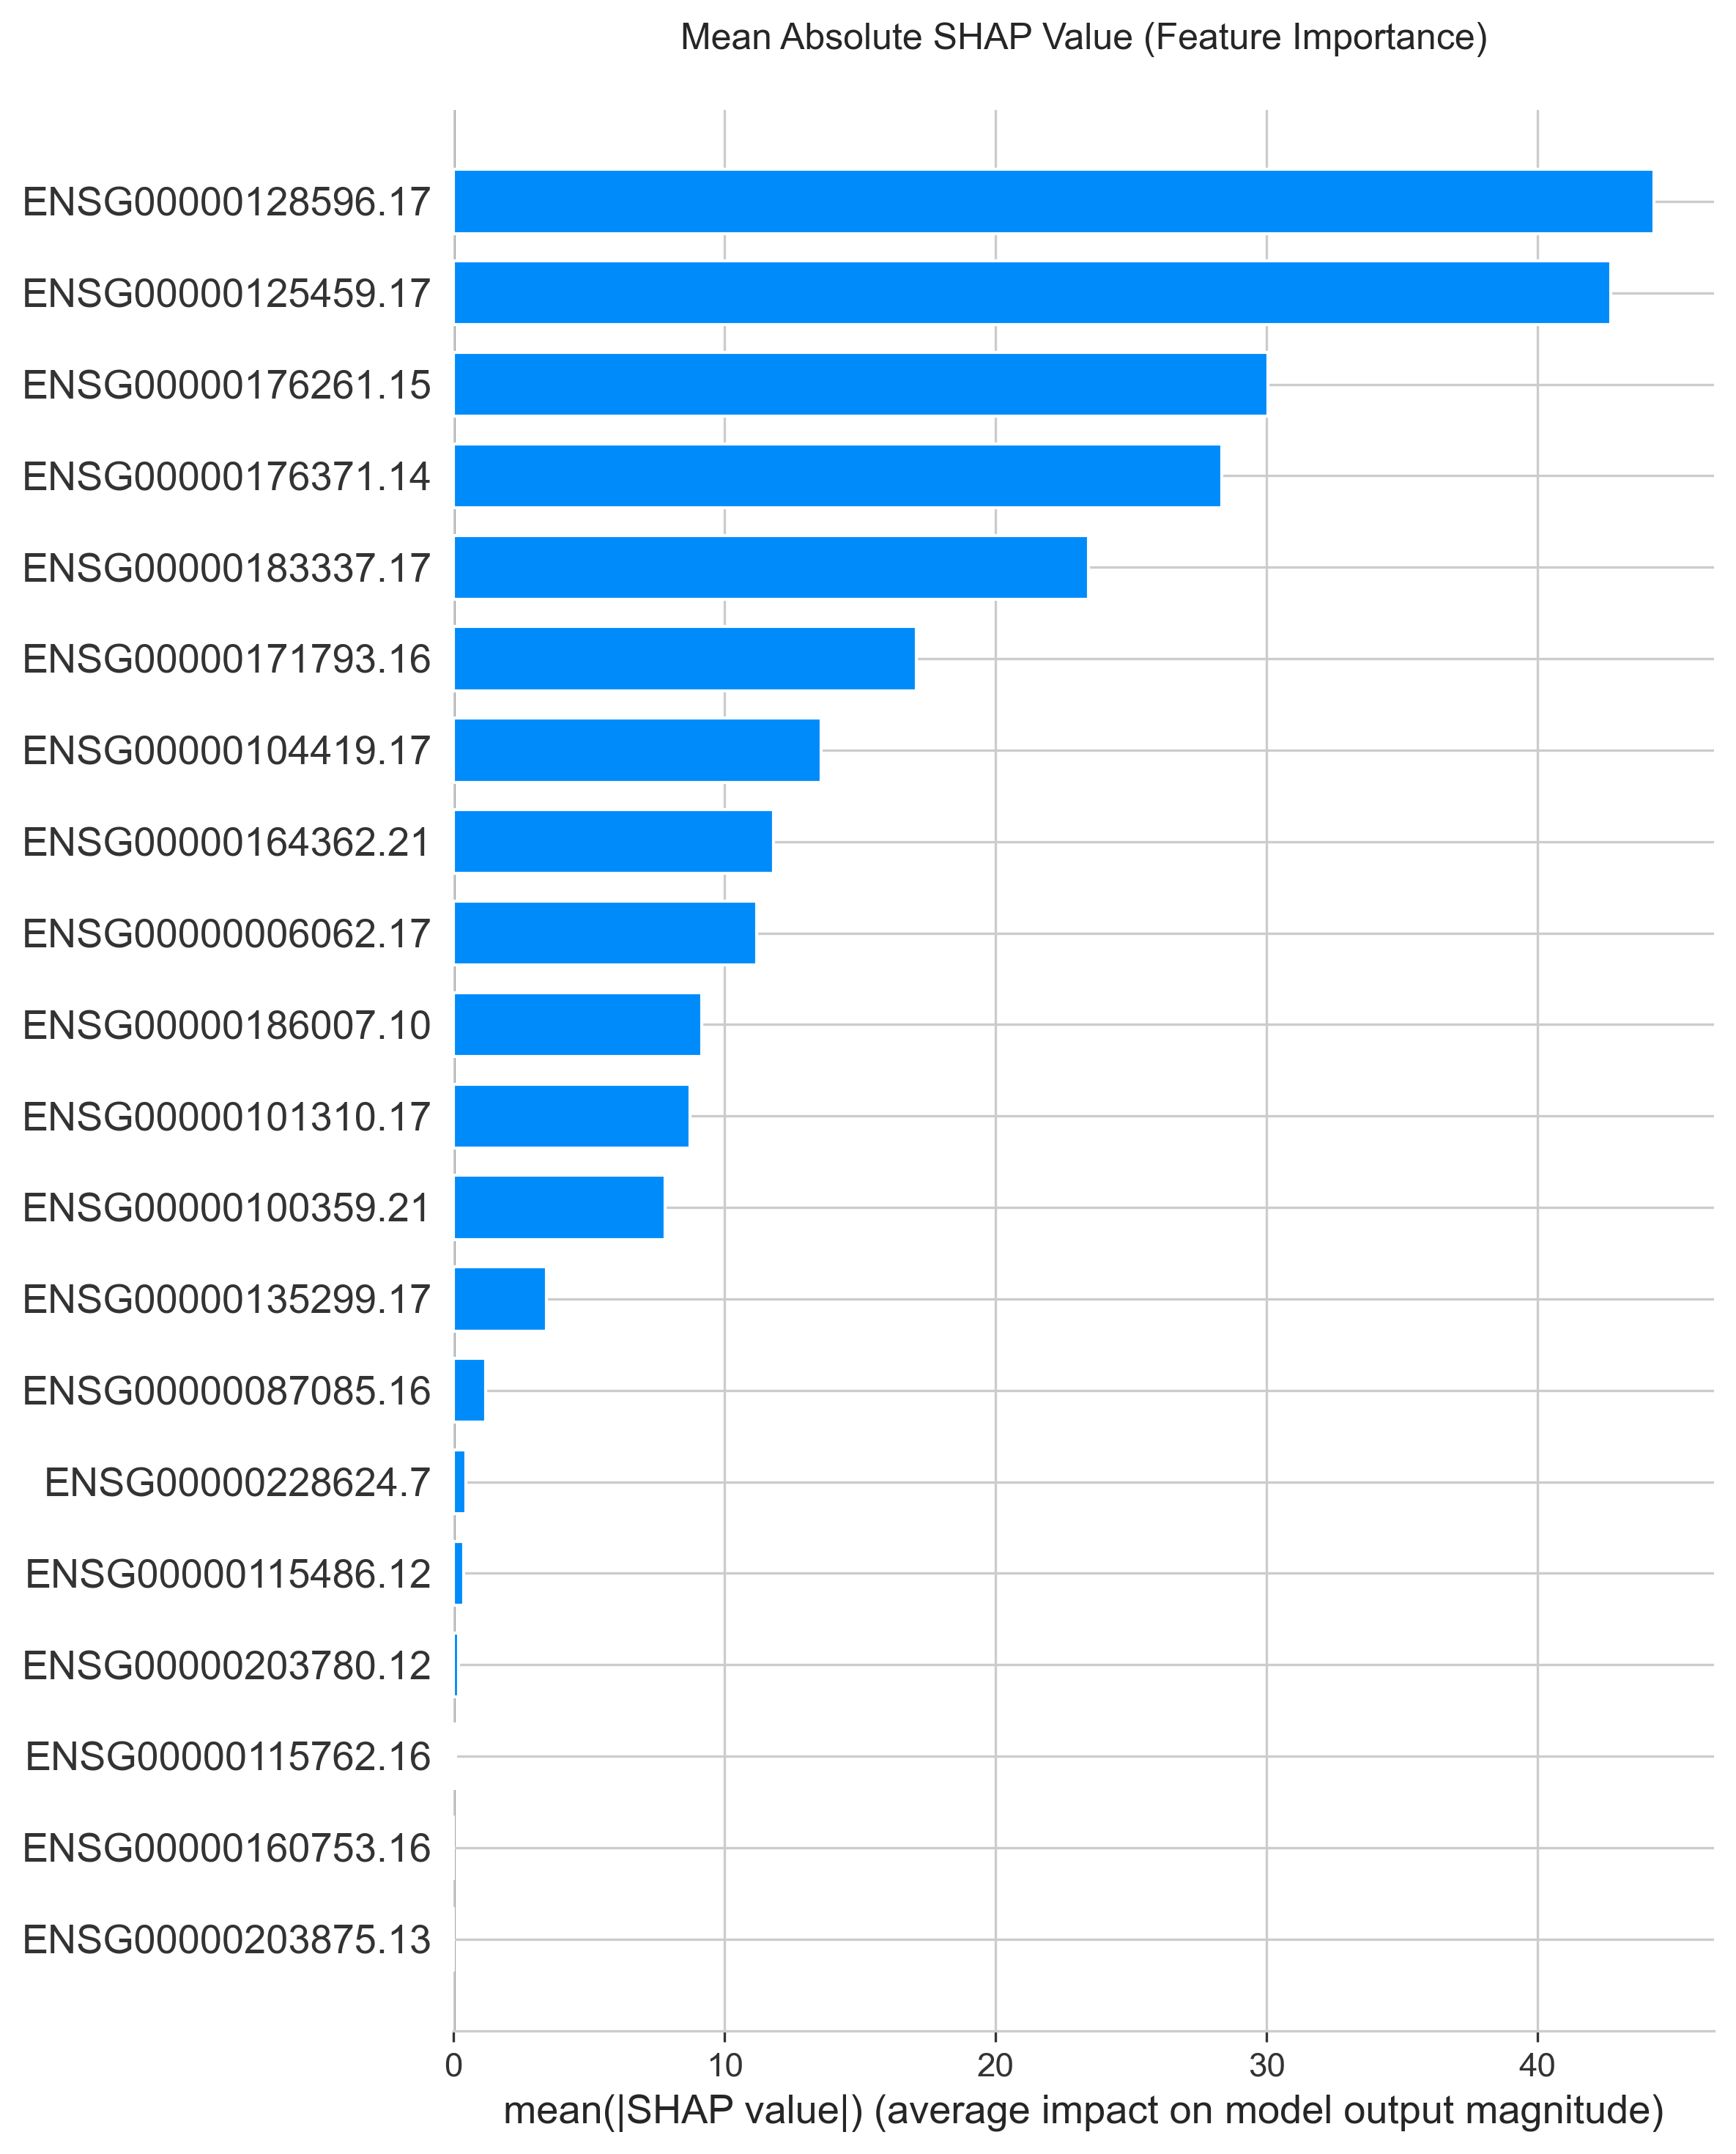 Mean Absolute SHAP Value (Feature Importance)
ENSG00000128596.17
ENSG00000125459.17
ENSG00000176261.15
ENSG00000176371.14
ENSG00000183337.17
ENSG00000171793.16
ENSG00000104419.17
ENSG00000164362.21
ENSG00000006062.17
ENSG00000186007.10
ENSG00000101310.17
ENSG00000100359.21
ENSG00000135299.17
ENSG00000087085.16
ENSG00000228624.7
ENSG00000115486.12
ENSG00000203780.12
ENSG00000115762.16
ENSG00000160753.16
ENSG00000203875.13
0 10 20 30 40
mean(|SHAP value|) (average impact on model output magnitude)